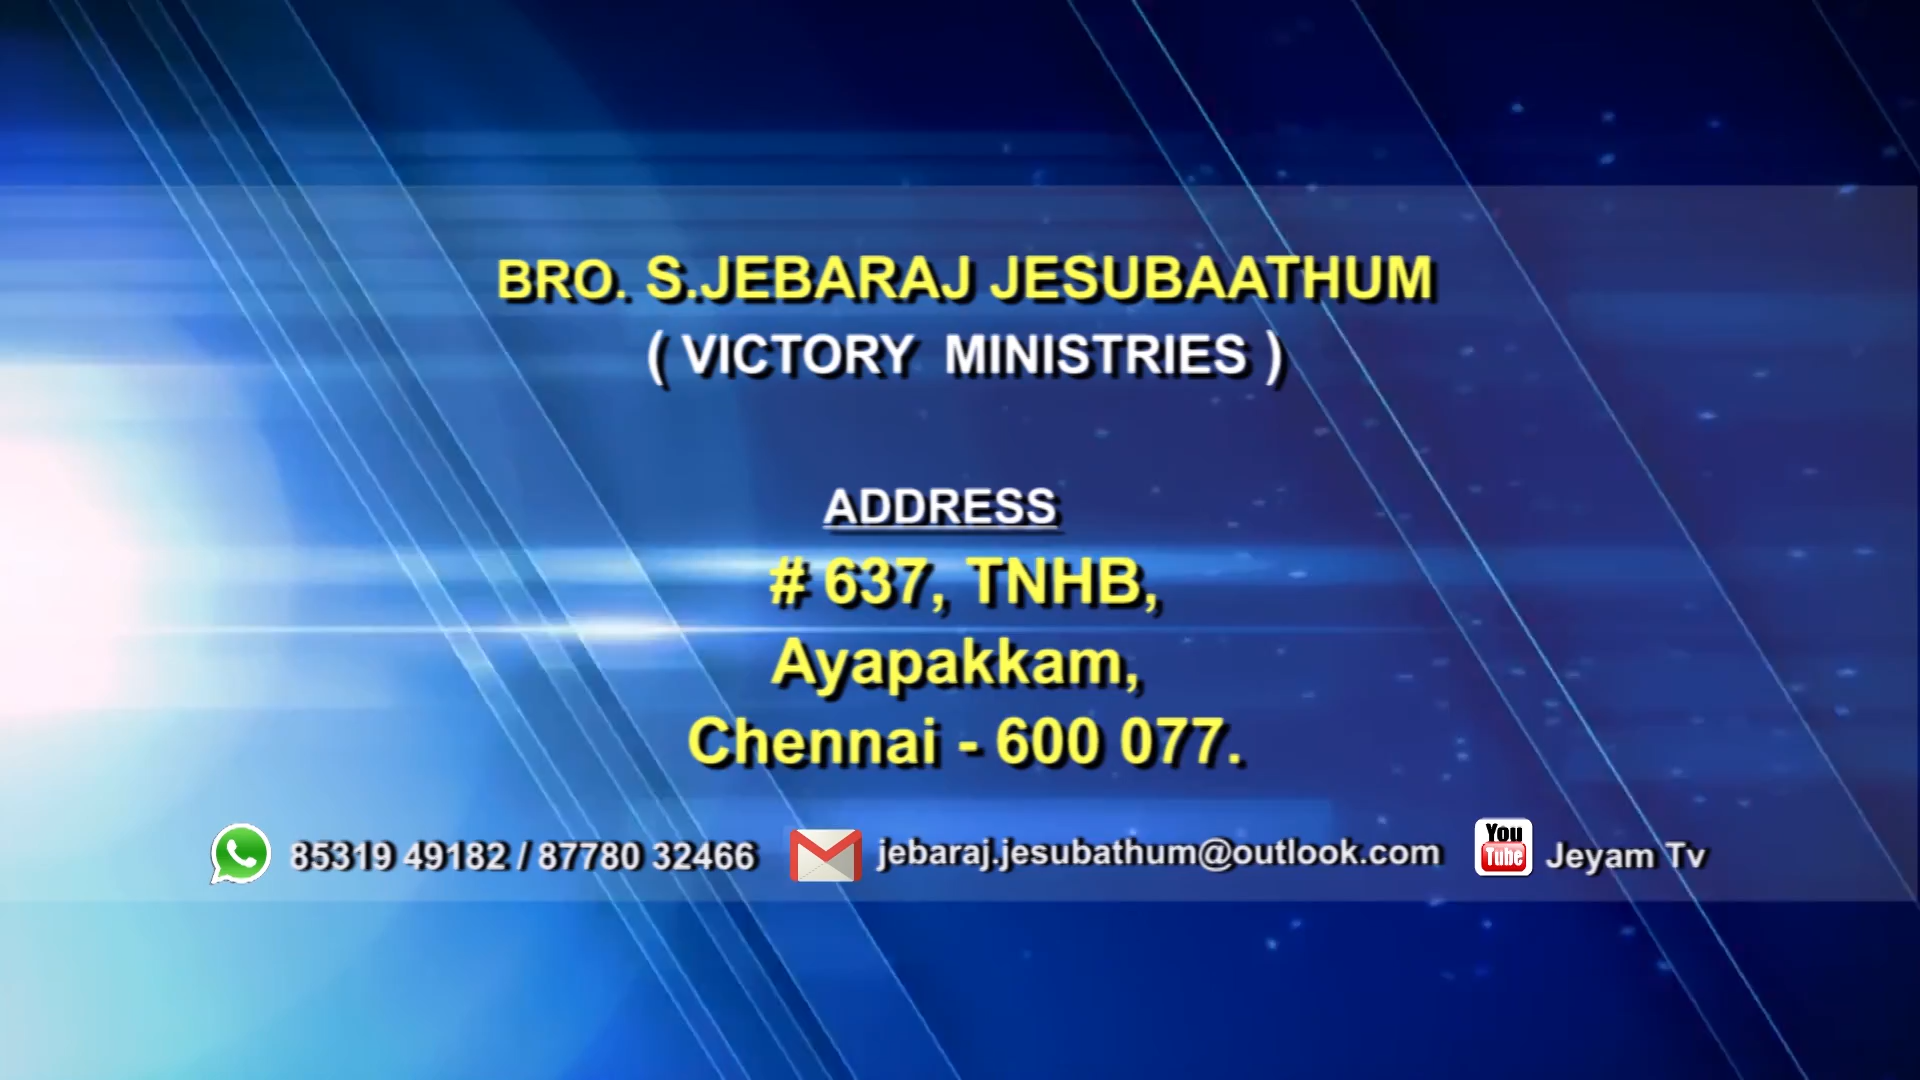 BRO. S.JEBARAJ JESUBAATHUM
( VICTORY MINISTRIES )
ADDRESS
# 637, TNHB,
Ayapakkam,
Chennai - 600 077.
85319 49182 / 87780 32466 jebaraj.jesubathum@outlook.com You Tube Jeyam Tv